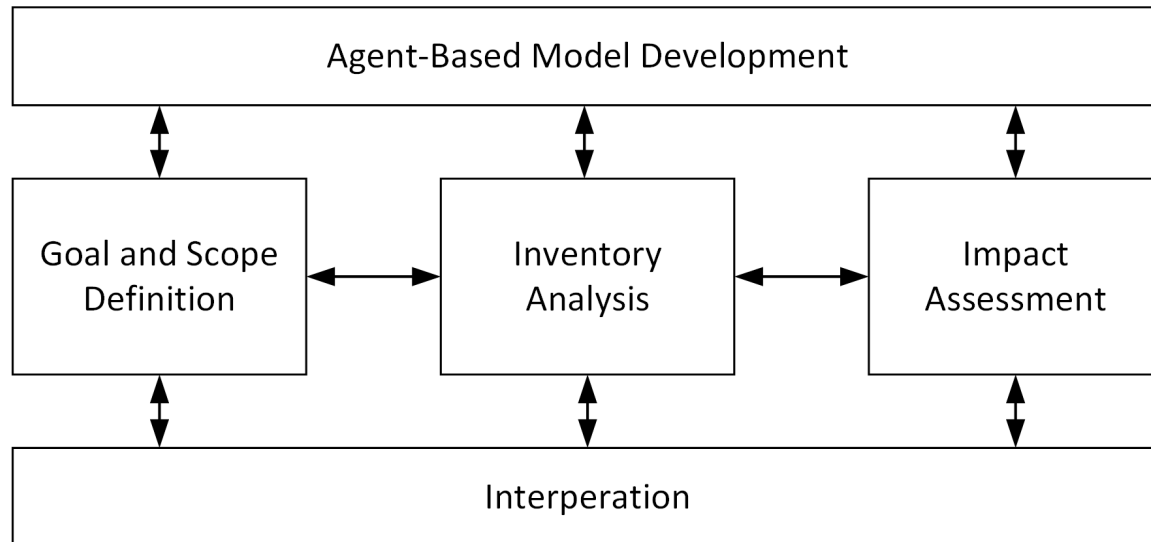 Agent-Based Model Development
Goal and Scope
Definition
Inventory
Analysis
Impact
Assessment
Interperation